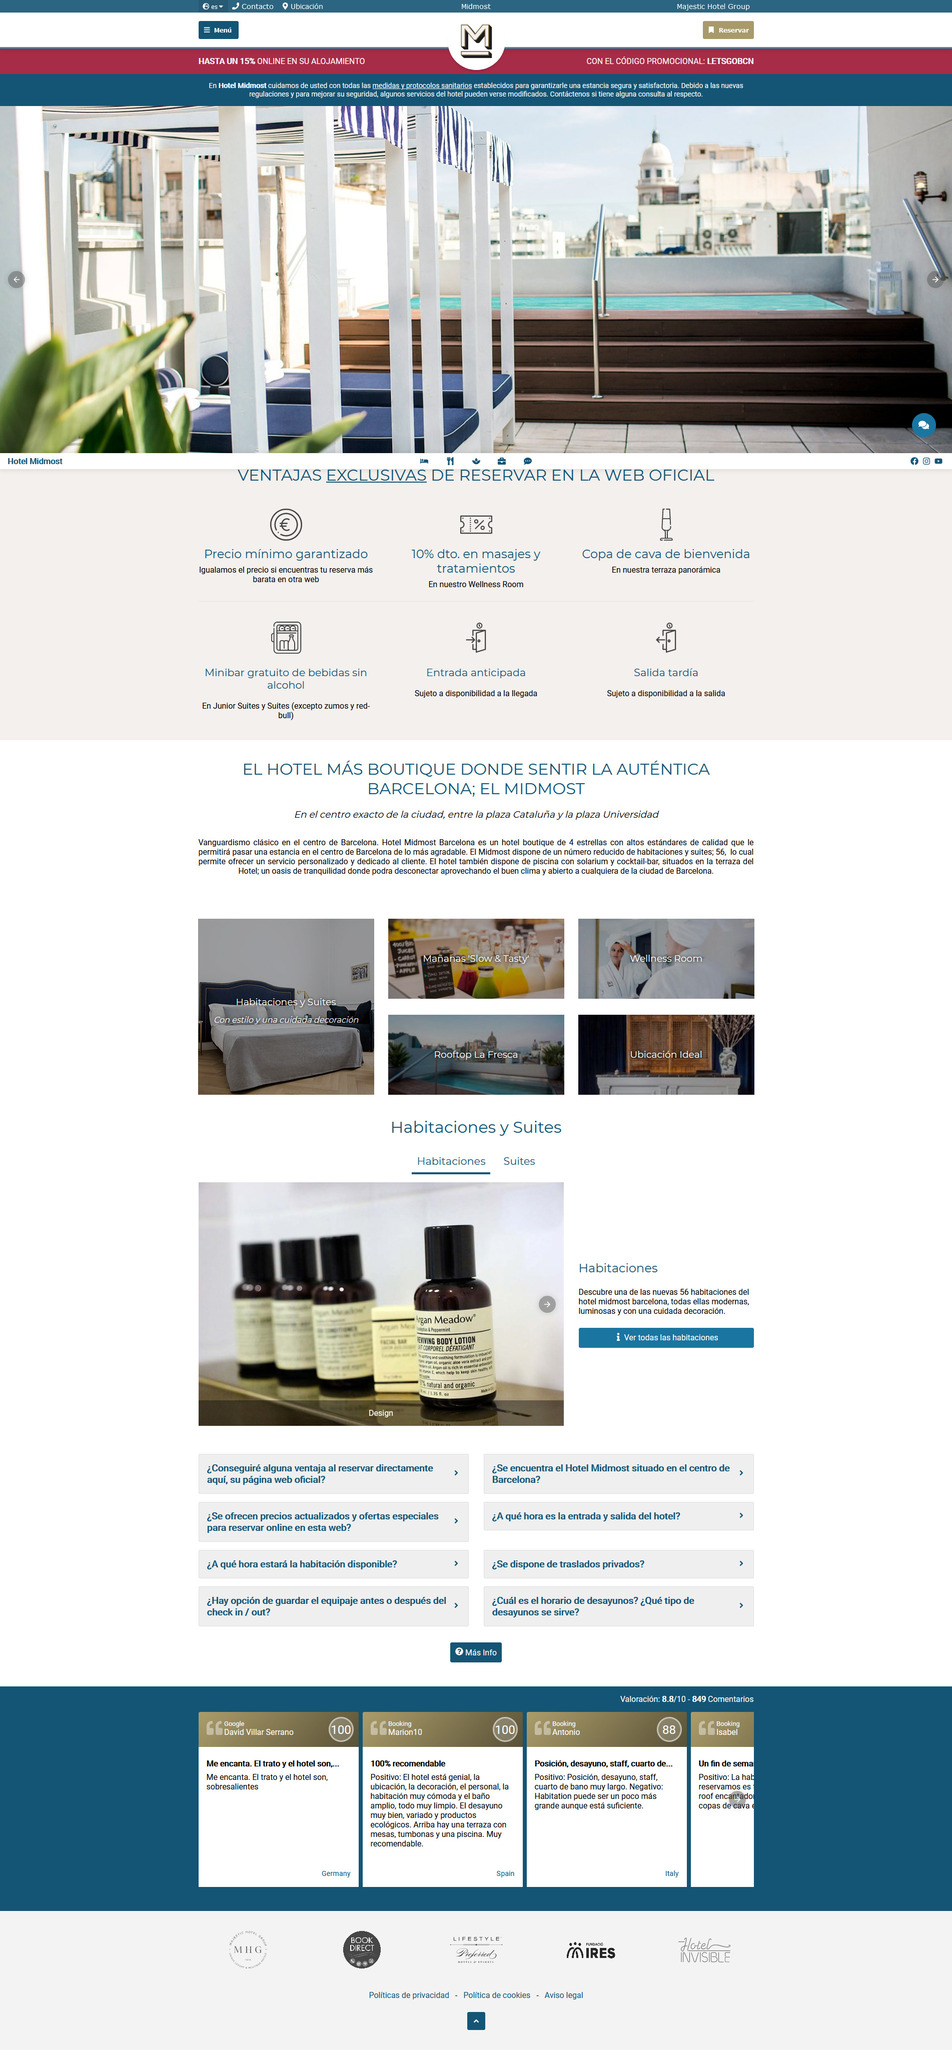 es
Contacto
Ubicación
Midmost
Majestic Hotel Group
Menú
M
Reservar
HASTA UN 15% ONLINE EN SU ALOJAMIENTO
CON EL CÓDIGO PROMOCIONAL: LETSGOBCN
En Hotel Midmost cuidamos de usted con todas las medidas y protocolos sanitarios establecidos para garantizarle una estancia segura y satisfactoria. Debido a las nuevas
regulaciones y para mejorar su seguridad, algunos servicios del hotel pueden verse modificados. Contáctenos si tiene alguna consulta al respecto.
Hotel Midmost
VENTAJAS EXCLUSIVAS DE RESERVAR EN LA WEB OFICIAL
Precio mínimo garantizado
Igualamos el precio si encuentras tu reserva más
barata en otra web
10% dto. en masajes y
tratamientos
En nuestro Wellness Room
Copa de cava de bienvenida
En nuestra terraza panorámica
Minibar gratuito de bebidas sin
alcohol
En Junior Suites y Suites (excepto zumos y red-
bull)
Entrada anticipada
Sujeto a disponibilidad a la llegada
Salida tardía
Sujeto a disponibilidad a la salida
EL HOTEL MÁS BOUTIQUE DONDE SENTIR LA AUTÉNTICA
BARCELONA; EL MIDMOST
En el centro exacto de la ciudad, entre la plaza Cataluña y la plaza Universidad
Vanguardismo clásico en el centro de Barcelona. Hotel Midmost Barcelona es un hotel boutique de 4 estrellas con altos estándares de calidad que le
permitirá pasar una estancia en el centro de Barcelona de lo más agradable. El Midmost dispone de un número reducido de habitaciones y suites; 56, lo cual
permite ofrecer un servicio personalizado y dedicado al cliente. El hotel también dispone de piscina con solarium y cocktail-bar, situados en la terraza del
Hotel; un oasis de tranquilidad donde podra desconectar aprovechando el buen clima y abierto a cualquiera de la ciudad de Barcelona.
Habitaciones y Suites
Con estilo y una cuidada decoración
Mañanas 'Slow & Tasty'
Wellness Room
Rooftop La Fresca
Ubicación Ideal
Habitaciones y Suites
Habitaciones
Suites
Argan Meadow
FACIAL BAR
REVIVING BODY LOTION
LAIT CORPOREL DÉFATIGANT
natural and organic
Design
Habitaciones
Descubre una de las nuevas 56 habitaciones del
hotel midmost barcelona, todas ellas modernas,
luminosas y con una cuidada decoración.
Ver todas las habitaciones
¿Conseguiré alguna ventaja al reservar directamente
aquí, su página web oficial?
¿Se encuentra el Hotel Midmost situado en el centro de
Barcelona?
¿Se ofrecen precios actualizados y ofertas especiales
para reservar online en esta web?
¿A qué hora es la entrada y salida del hotel?
¿A qué hora estará la habitación disponible?
¿Se dispone de traslados privados?
¿Hay opción de guardar el equipaje antes o después del
check in / out?
¿Cuál es el horario de desayunos? ¿Qué tipo de
desayunos se sirve?
Más Info
Valoración: 8.8/10 - 849 Comentarios
Google
David Villar Serrano
100
Me encanta. El trato y el hotel son,...
Me encanta. El trato y el hotel son,
sobresalientes
Germany
Booking
Marion10
100
100% recomendable
Positivo: El hotel está genial, la
ubicación, la decoración, el personal, la
habitación muy cómoda y el baño
amplio, todo muy limpio. El desayuno
muy bien, variado y productos
ecológicos. Arriba hay una terraza con
mesas, tumbonas y una piscina. Muy
recomendable.
Spain
Booking
Antonio
88
Posición, desayuno, staff, cuarto de...
Positivo: Posición, desayuno, staff,
cuarto de bano muy largo. Negativo:
Habitation puede ser un poco más
grande aunque está suficiente.
Italy
Booking
Isabel
Un fin de sema
Positivo: La hab
reservamos es
roof encantador
copas de cava e
MHG
BOOK
DIRECT
LIFESTYLE
Preferred
HOTELS & RESORTS
FUNDACIÓ
IRES
Hotel
INVISIBLE
Políticas de privacidad - Política de cookies - Aviso legal